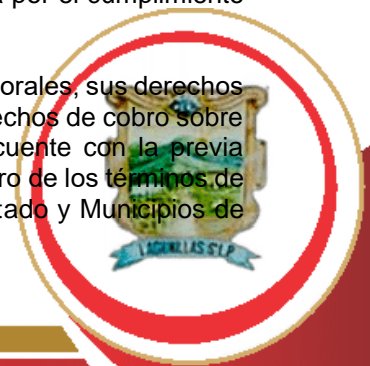 por el cumplimiento
orales, sus derechos
echos de cobro sobre
cuente con la previa
ro de los términos de
tado y Municipios de
LAGUNILLAS S.L.P.